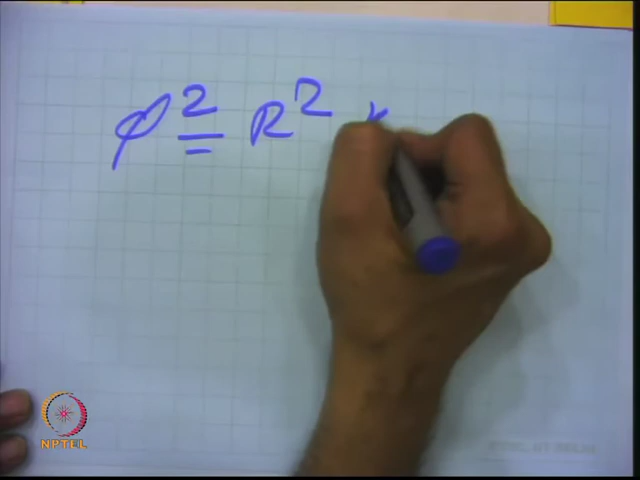 φ² = R²
NPTEL